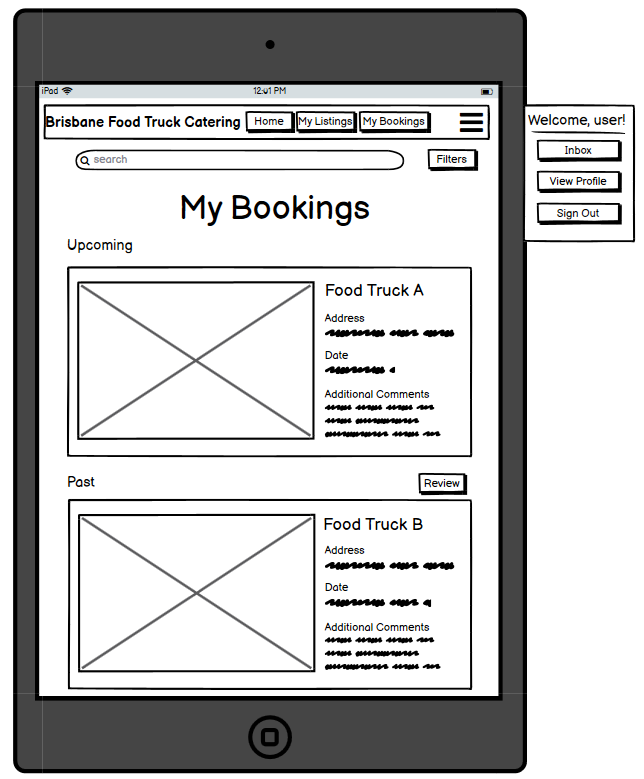 iPad 12:01 PM
Brisbane Food Truck Catering Home My Listings My Bookings
Welcome, user!
Inbox
View Profile
Sign Out
search Filters
My Bookings
Upcoming
Food Truck A
Address
Date
Additional Comments
Past Review
Food Truck B
Address
Date
Additional Comments